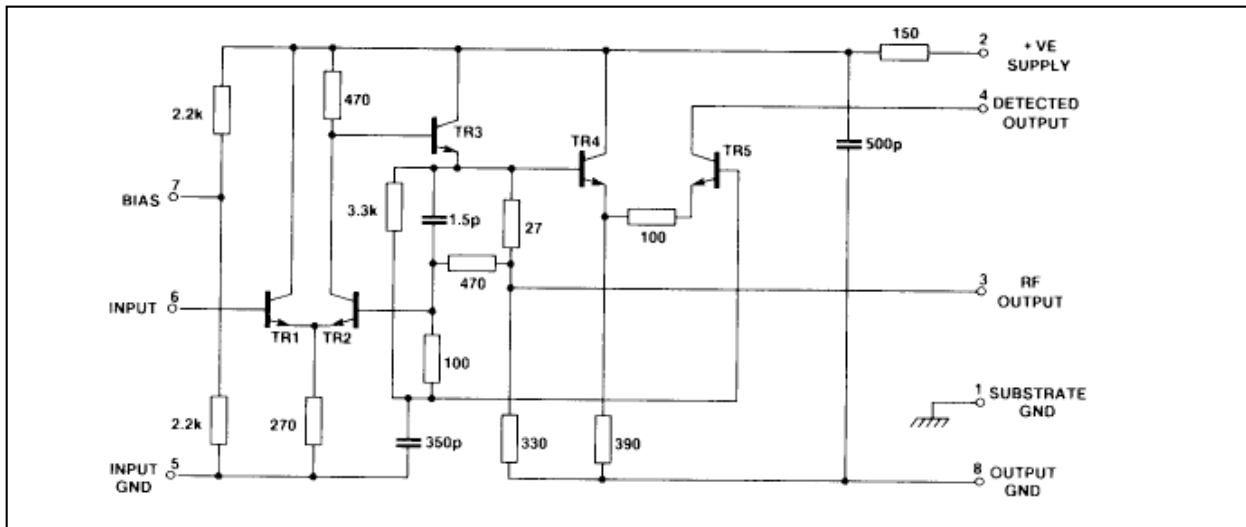 150
2
+ VE
SUPPLY
470
2.2k
4
DETECTED
OUTPUT
TR3
TR4
TR5
500p
7
BIAS
3.3k
1.5p
27
100
470
3
RF
OUTPUT
6
INPUT
TR1
TR2
100
1
SUBSTRATE
GND
2.2k
270
350p
330
390
5
INPUT
GND
8
OUTPUT
GND